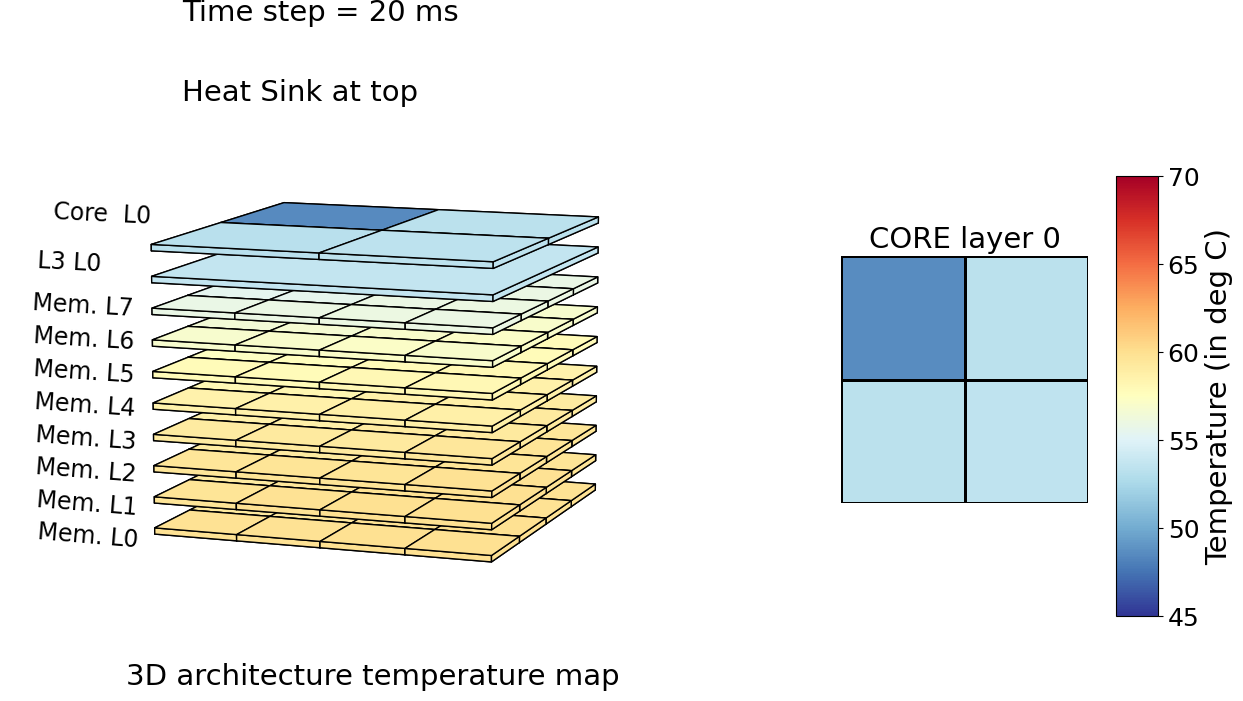 Time step = 20 ms
Heat Sink at top
Core  L0
L3 L0
Mem. L7
Mem. L6
Mem. L5
Mem. L4
Mem. L3
Mem. L2
Mem. L1
Mem. L0
3D architecture temperature map
CORE layer 0
70
65
60
55
50
45
Temperature (in deg C)